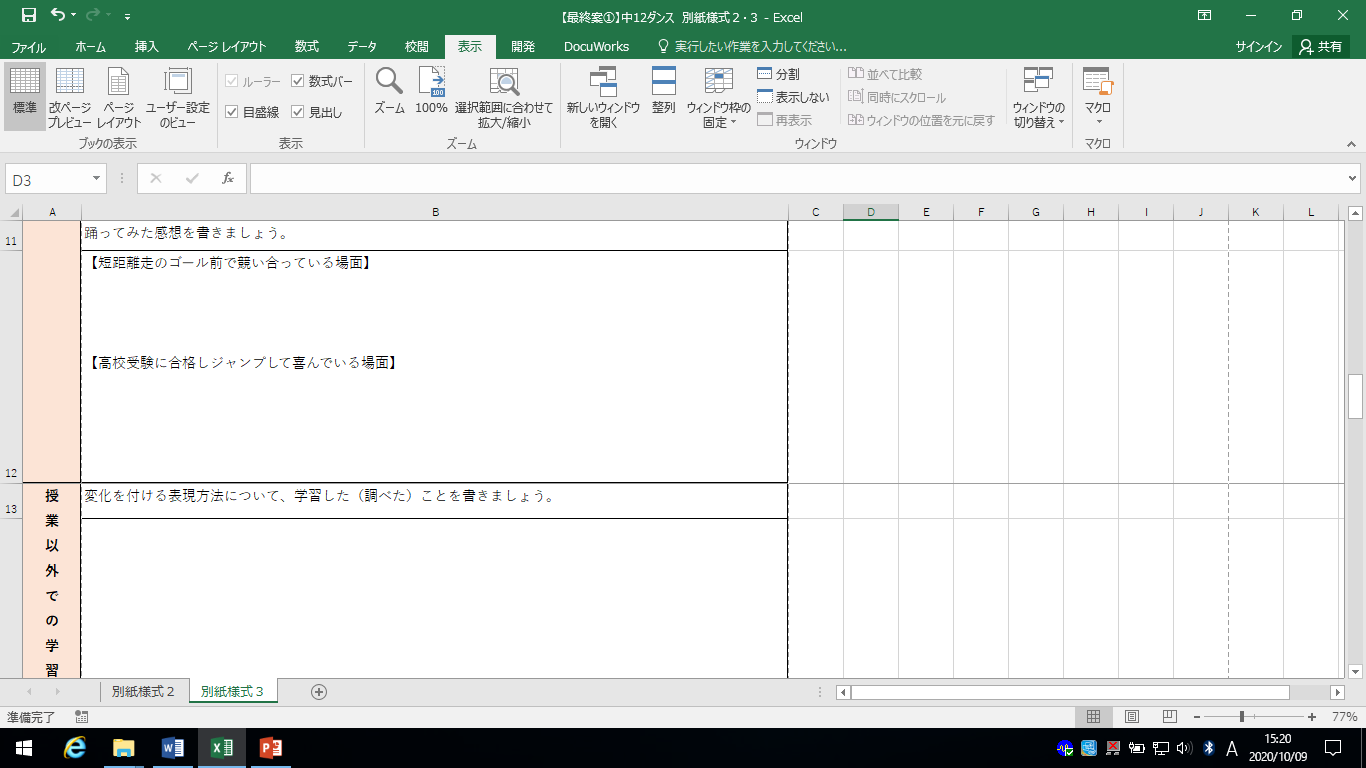 【最終案①】中12ダンス 別紙様式２・３ - Excel
ファイル ホーム 挿入 ページ レイアウト 数式 データ 校閲 表示 開発 DocuWorks 実行したい作業を入力してください... サインイン 共有
標準 改ページ プレビュー ページ レイアウト ユーザー設定 のビュー
ルーラー 数式バー
目盛線 見出し
ズーム 100% 選択範囲に合わせて 拡大/縮小
新しいウィンドウ を開く 整列 ウィンドウ枠の 固定
分割
表示しない
再表示
並べて比較
同時にスクロール
ウィンドウの位置を元に戻す
ウィンドウの 切り替え マクロ
ブックの表示 表示 ズーム ウィンドウ マクロ
D3 fx
A B C D E F G H I J K L
11 踊ってみた感想を書きましょう。
【短距離走のゴール前で競い合っている場面】
【高校受験に合格しジャンプして喜んでいる場面】
12
13 変化を付ける表現方法について、学習した（調べた）ことを書きましょう。
授業以外での学習
別紙様式２ 別紙様式３
準備完了 77%
A 15:20
2020/10/09